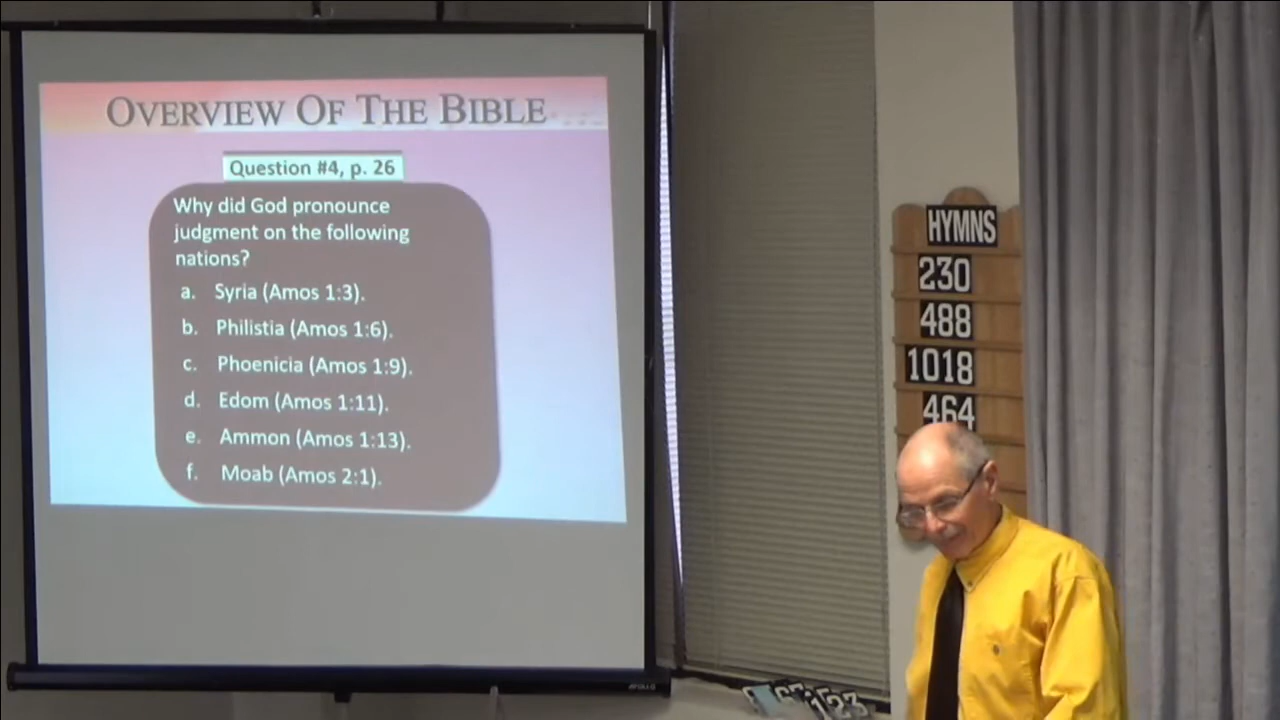 OVERVIEW OF THE BIBLE
Question #4, p. 26
Why did God pronounce
judgment on the following
nations?
a. Syria (Amos 1:3).
b. Philistia (Amos 1:6).
c. Phoenicia (Amos 1:9).
d. Edom (Amos 1:11).
e. Ammon (Amos 1:13).
f. Moab (Amos 2:1).
HYMNS
230
488
1018
464